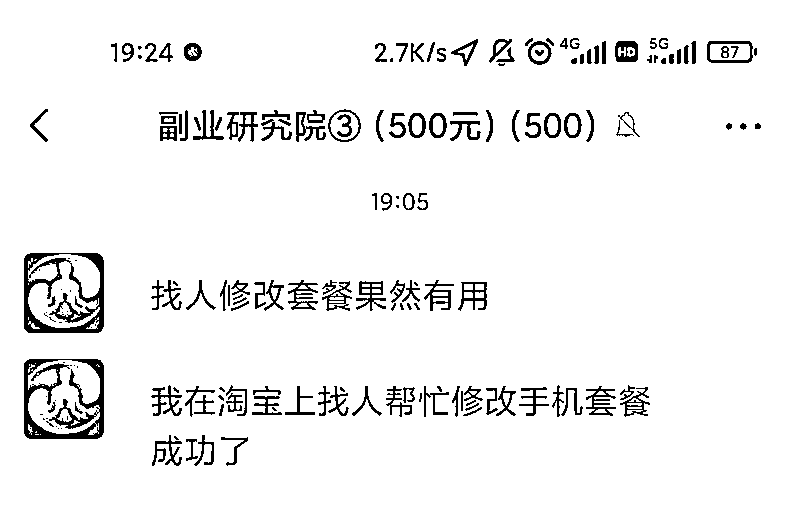 19:24 2.7K/s 4G HD 5G 87
副业研究院③(500元)(500)
19:05
找人修改套餐果然有用
我在淘宝上找人帮忙修改手机套餐
成功了